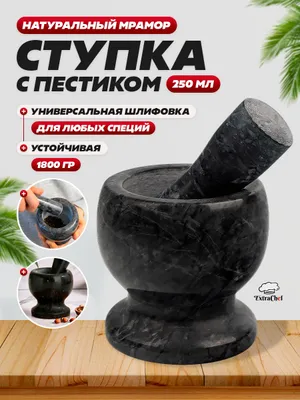 НАТУРАЛЬНЫЙ МРАМОР
СТУПКА
С ПЕСТИКОМ 250 МЛ
УНИВЕРСАЛЬНАЯ ШЛИФОВКА
ДЛЯ ЛЮБЫХ СПЕЦИЙ
УСТОЙЧИВАЯ
1800 ГР
ExtraChef